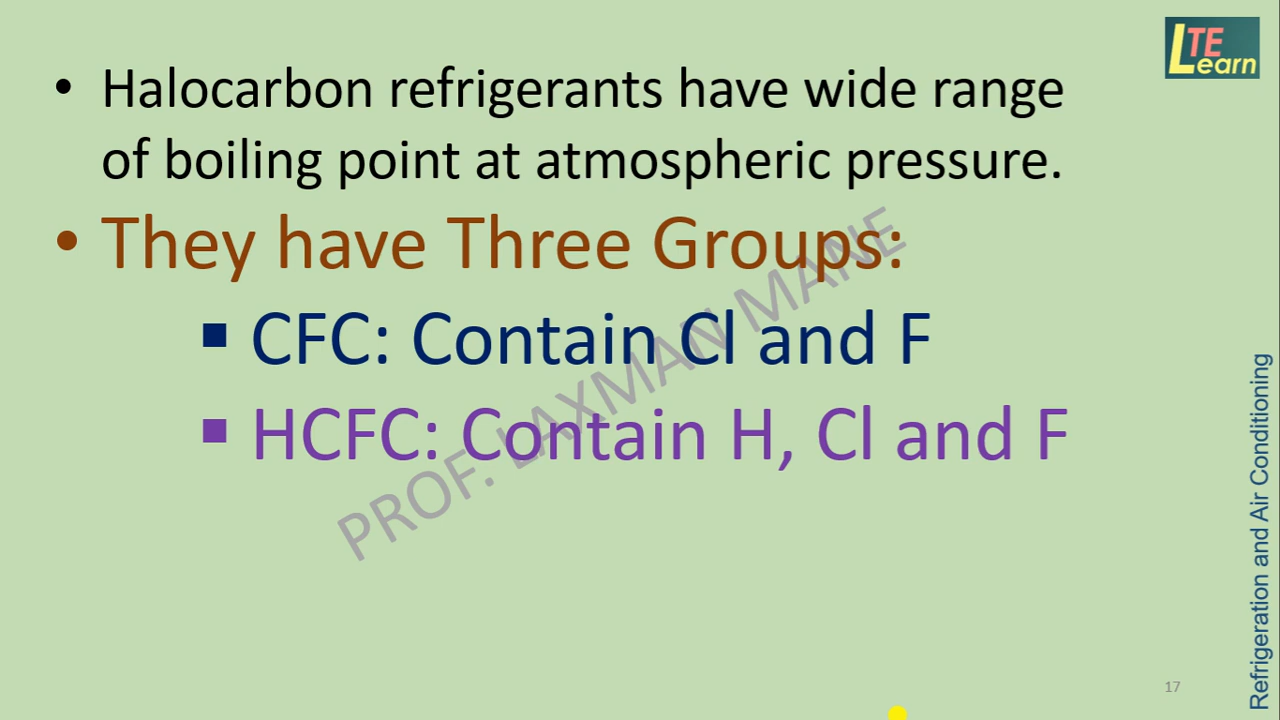 LTE
Learn
• Halocarbon refrigerants have wide range
of boiling point at atmospheric pressure.
• They have Three Groups:
▪ CFC: Contain Cl and F
▪ HCFC: Contain H, Cl and F
PROF. LAXMAN MANE
Refrigeration and Air Conditioning
17